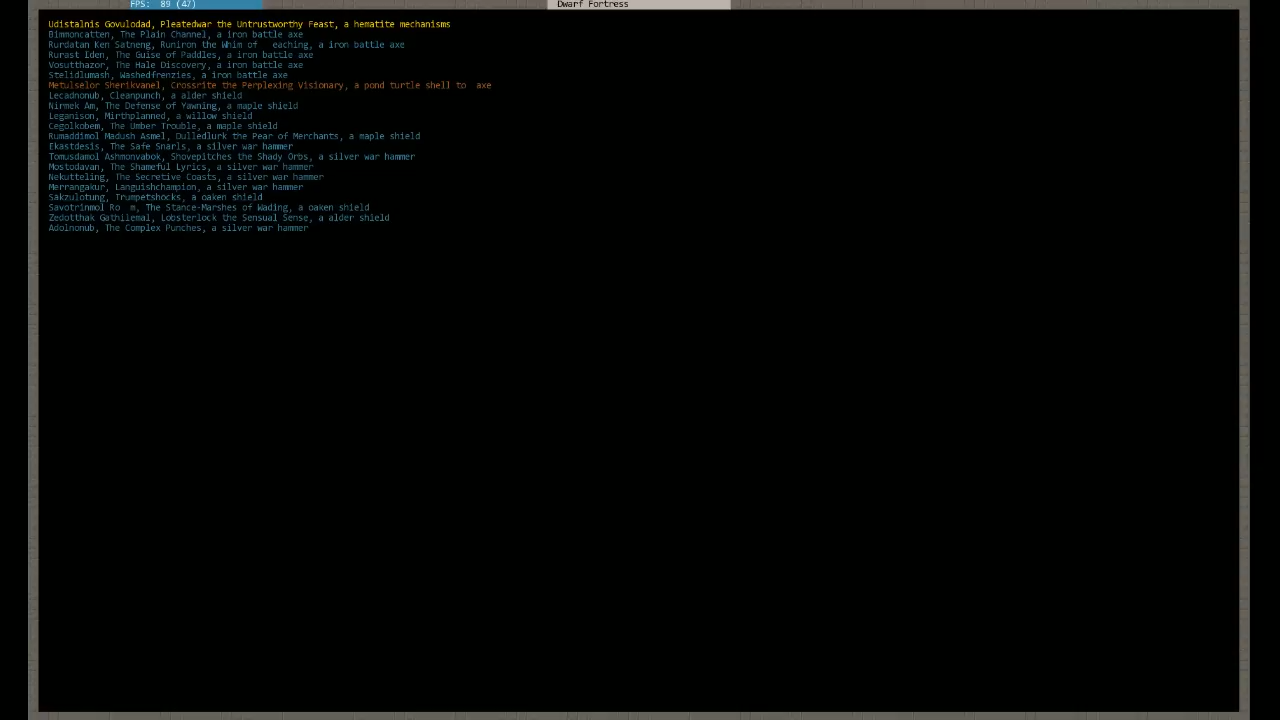 FPS: 89 (47)
Dwarf Fortress
Udistalnis Govulodad, Pleatedwar the Untrustworthy Feast, a hematite mechanisms
Bimmoncatten, The Plain Channel, a iron battle axe
Rurdatan Ken Satneng, Runiron the Whim of eaching, a iron battle axe
Rurast Iden, The Guise of Paddles, a iron battle axe
Vosutthazor, The Hale Discovery, a iron battle axe
Stelidlumash, Washedfrenzies, a iron battle axe
Metulselor Sherikvanel, Crossrite the Perplexing Visionary, a pond turtle shell to axe
Lecadnonub, Cleanpunch, a alder shield
Nirmek Am, The Defense of Yawning, a maple shield
Leganison, Mirthplanned, a willow shield
Cegolkobem, The Umber Trouble, a maple shield
Rumaddimol Madush Asmel, Dulledlurk the Pear of Merchants, a maple shield
Ekastdesis, The Safe Snarls, a silver war hammer
Tomusdamol Ashmonvabok, Shovepitches the Shady Orbs, a silver war hammer
Mostodavan, The Shameful Lyrics, a silver war hammer
Nekutteling, The Secretive Coasts, a silver war hammer
Merrangakur, Languishchampion, a silver war hammer
Sakzulotung, Trumpetshocks, a oaken shield
Savotrinmol Ro m, The Stance-Marshes of Wading, a oaken shield
Zedotthak Gathilemal, Lobsterlock the Sensual Sense, a alder shield
Adolnonub, The Complex Punches, a silver war hammer